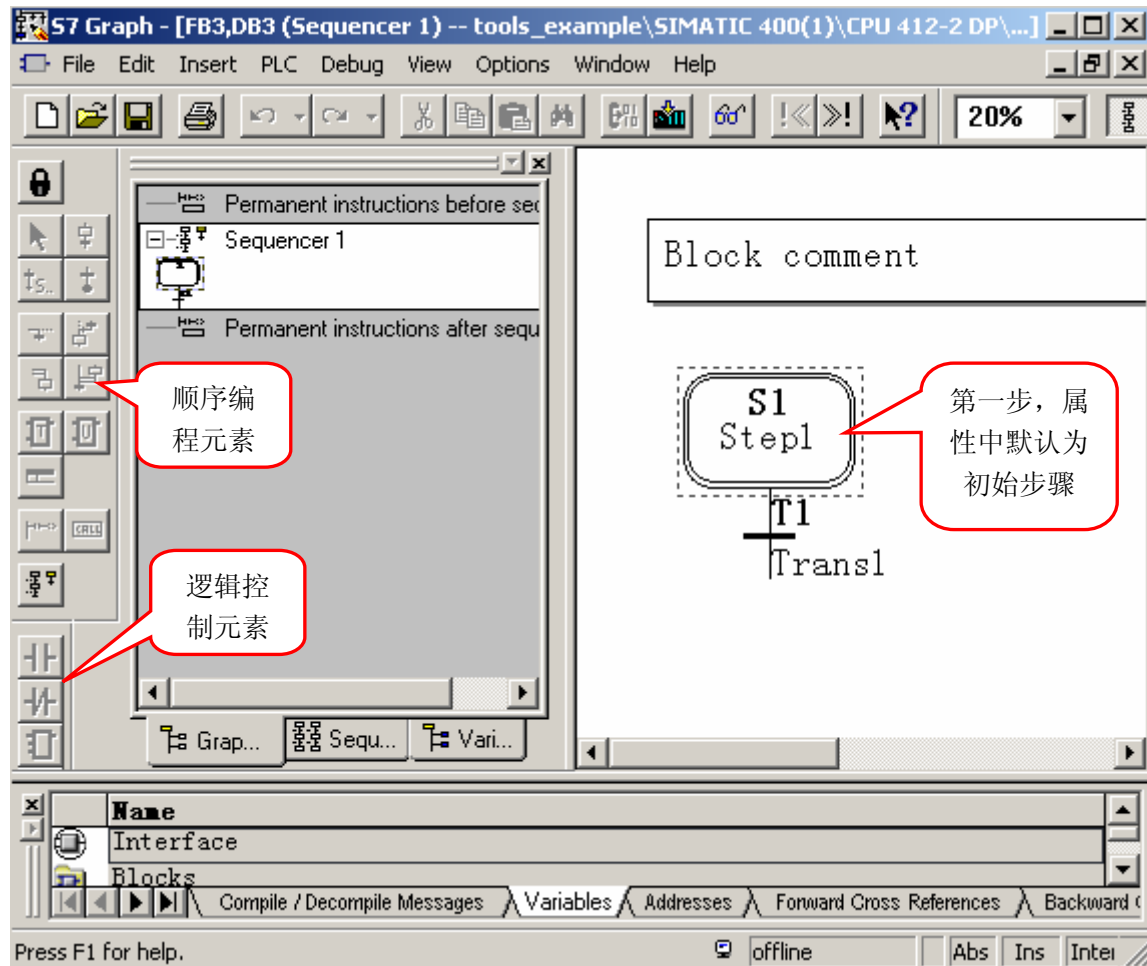 S7 Graph - [FB3,DB3 (Sequencer 1) -- tools_example\SIMATIC 400(1)\CPU 412-2 DP\...]
File Edit Insert PLC Debug View Options Window Help
20%
Permanent instructions before sec
Sequencer 1
Permanent instructions after sequ
顺序编
程元素
逻辑控
制元素
Grap... Sequ... Vari...
Block comment
S1
Step1
T1
Trans1
第一步，属
性中默认为
初始步骤
Name
Interface
Blocks
Compile / Decompile Messages Variables Addresses Forward Cross References Backward
Press F1 for help. offline Abs Ins Inter